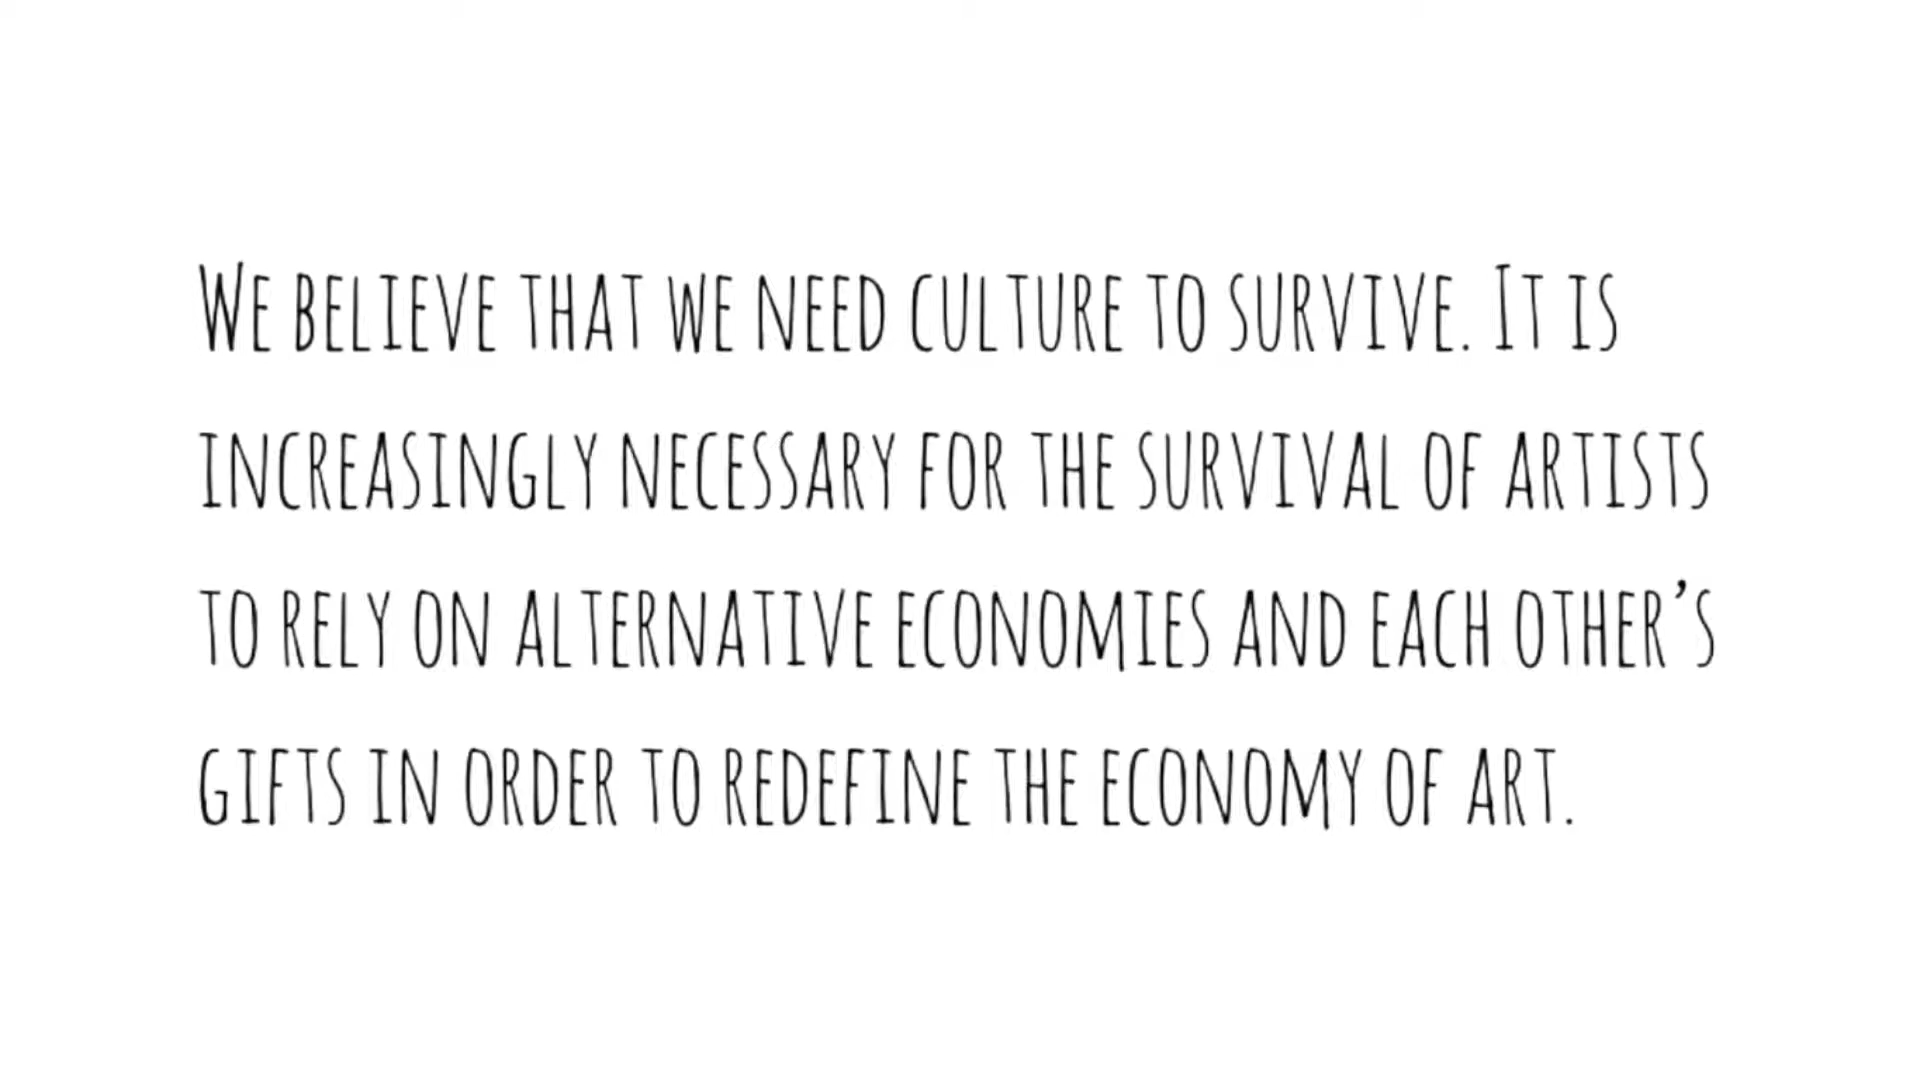 We believe that we need culture to survive. It is
increasingly necessary for the survival of artists
to rely on alternative economies and each other’s
gifts in order to redefine the economy of art.